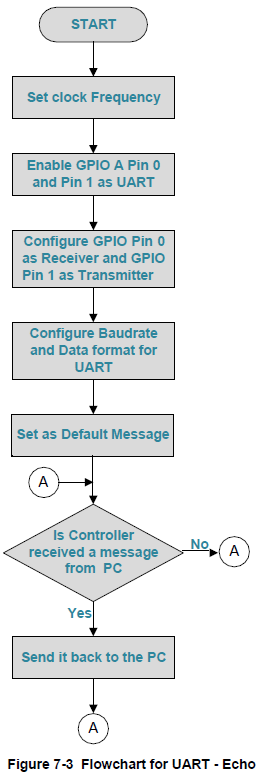 START
Set clock Frequency
Enable GPIO A Pin 0
and Pin 1 as UART
Configure GPIO Pin 0
as Receiver and GPIO
Pin 1 as Transmitter
Configure Baudrate
and Data format for
UART
Set as Default Message
A
Is Controller
received a message
from PC
No
A
Yes
Send it back to the PC
A
Figure 7-3 Flowchart for UART - Echo